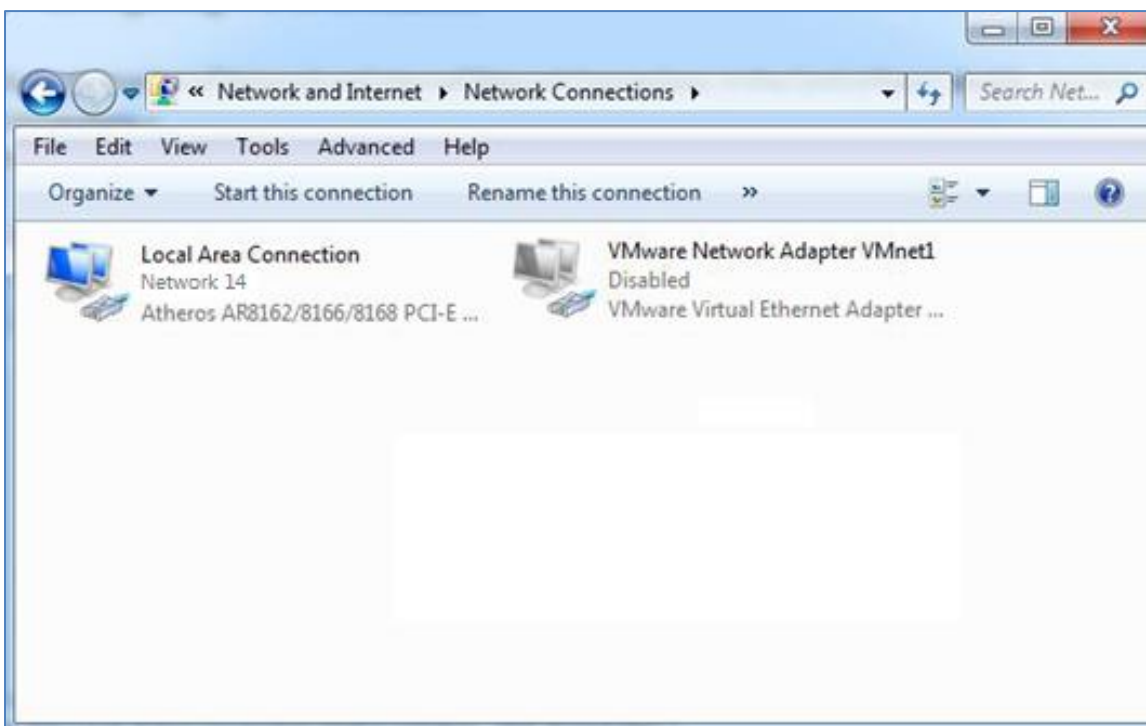 « Network and Internet ▸ Network Connections ▸ Search Net...
File Edit View Tools Advanced Help
Organize Start this connection Rename this connection »
Local Area Connection
Network 14
Atheros AR8162/8166/8168 PCI-E ...
VMware Network Adapter VMnet1
Disabled
VMware Virtual Ethernet Adapter ...